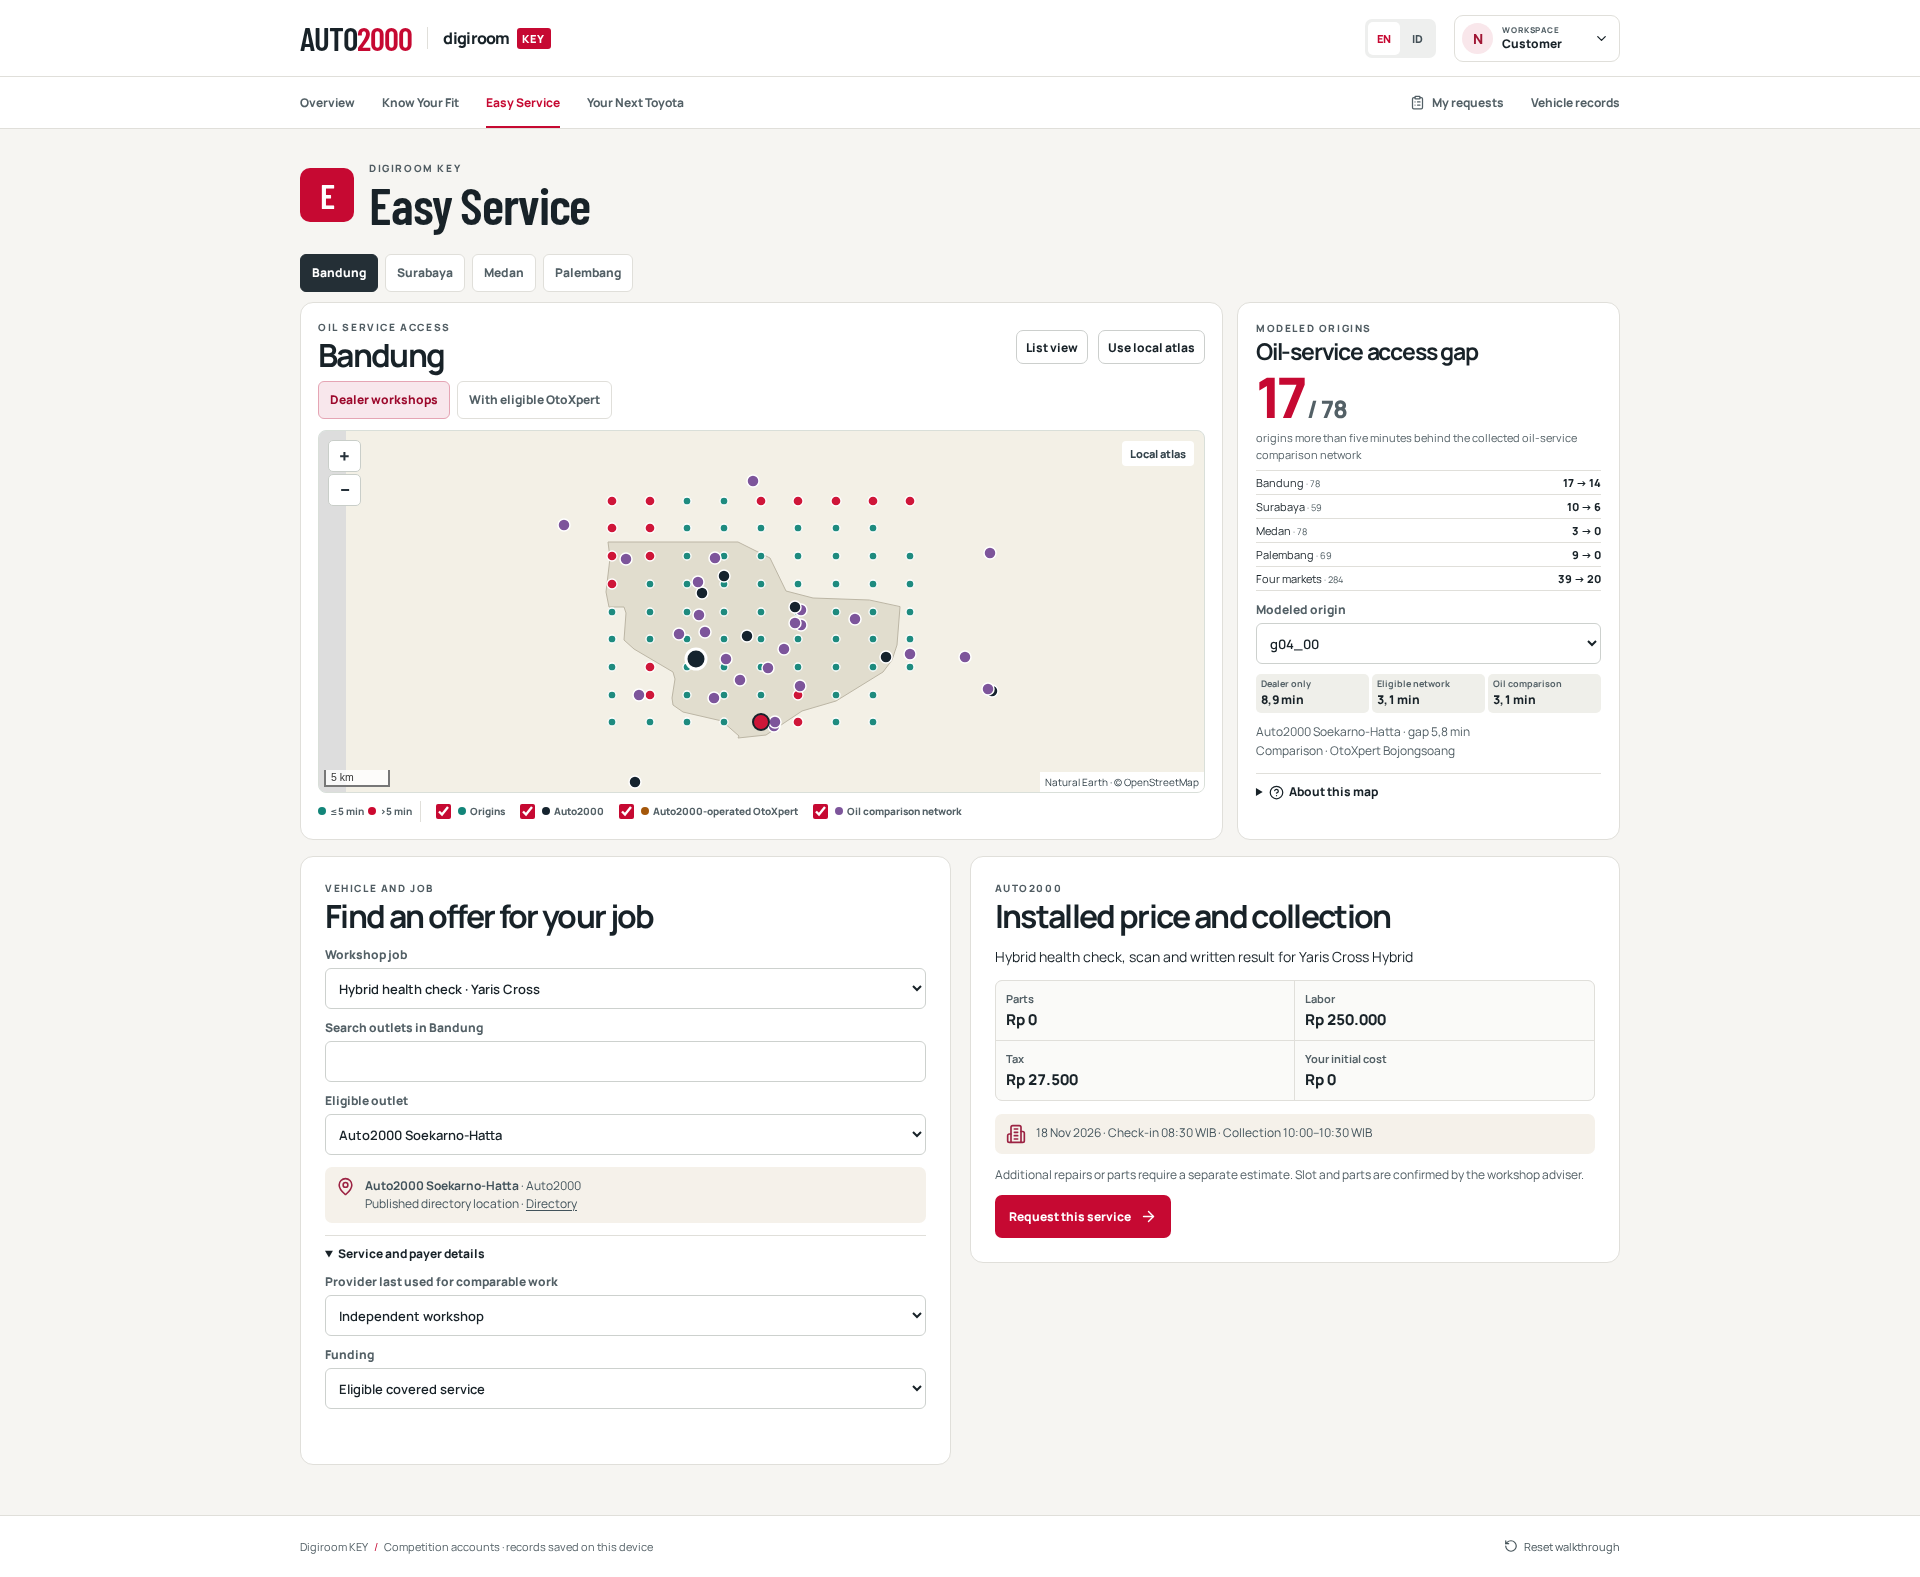 AUTO2000
digiroom KEY
EN ID
N
WORKSPACE
Customer
Overview Know Your Fit Easy Service Your Next Toyota My requests Vehicle records
E
DIGIROOM KEY
Easy Service
Bandung Surabaya Medan Palembang
OIL SERVICE ACCESS
Bandung
List view Use local atlas
Dealer workshops With eligible OtoXpert
+
−
Local atlas
5 km
Natural Earth · © OpenStreetMap
≤5 min >5 min Origins Auto2000 Auto2000-operated OtoXpert Oil comparison network
MODELED ORIGINS
Oil-service access gap
17 / 78
origins more than five minutes behind the collected oil-service
comparison network
Bandung · 78 17 → 14
Surabaya · 59 10 → 6
Medan · 78 3 → 0
Palembang · 69 9 → 0
Four markets · 284 39 → 20
Modeled origin
g04_00
Dealer only Eligible network Oil comparison
8,9 min 3,1 min 3,1 min
Auto2000 Soekarno-Hatta · gap 5,8 min
Comparison · OtoXpert Bojongsoang
About this map
VEHICLE AND JOB
Find an offer for your job
Workshop job
Hybrid health check · Yaris Cross
Search outlets in Bandung
Eligible outlet
Auto2000 Soekarno-Hatta
Auto2000 Soekarno-Hatta · Auto2000
Published directory location · Directory
Service and payer details
Provider last used for comparable work
Independent workshop
Funding
Eligible covered service
AUTO2000
Installed price and collection
Hybrid health check, scan and written result for Yaris Cross Hybrid
Parts Labor
Rp 0 Rp 250.000
Tax Your initial cost
Rp 27.500 Rp 0
18 Nov 2026 · Check-in 08:30 WIB · Collection 10:00–10:30 WIB
Additional repairs or parts require a separate estimate. Slot and parts are confirmed by the workshop adviser.
Request this service →
Digiroom KEY / Competition accounts · records saved on this device
Reset walkthrough